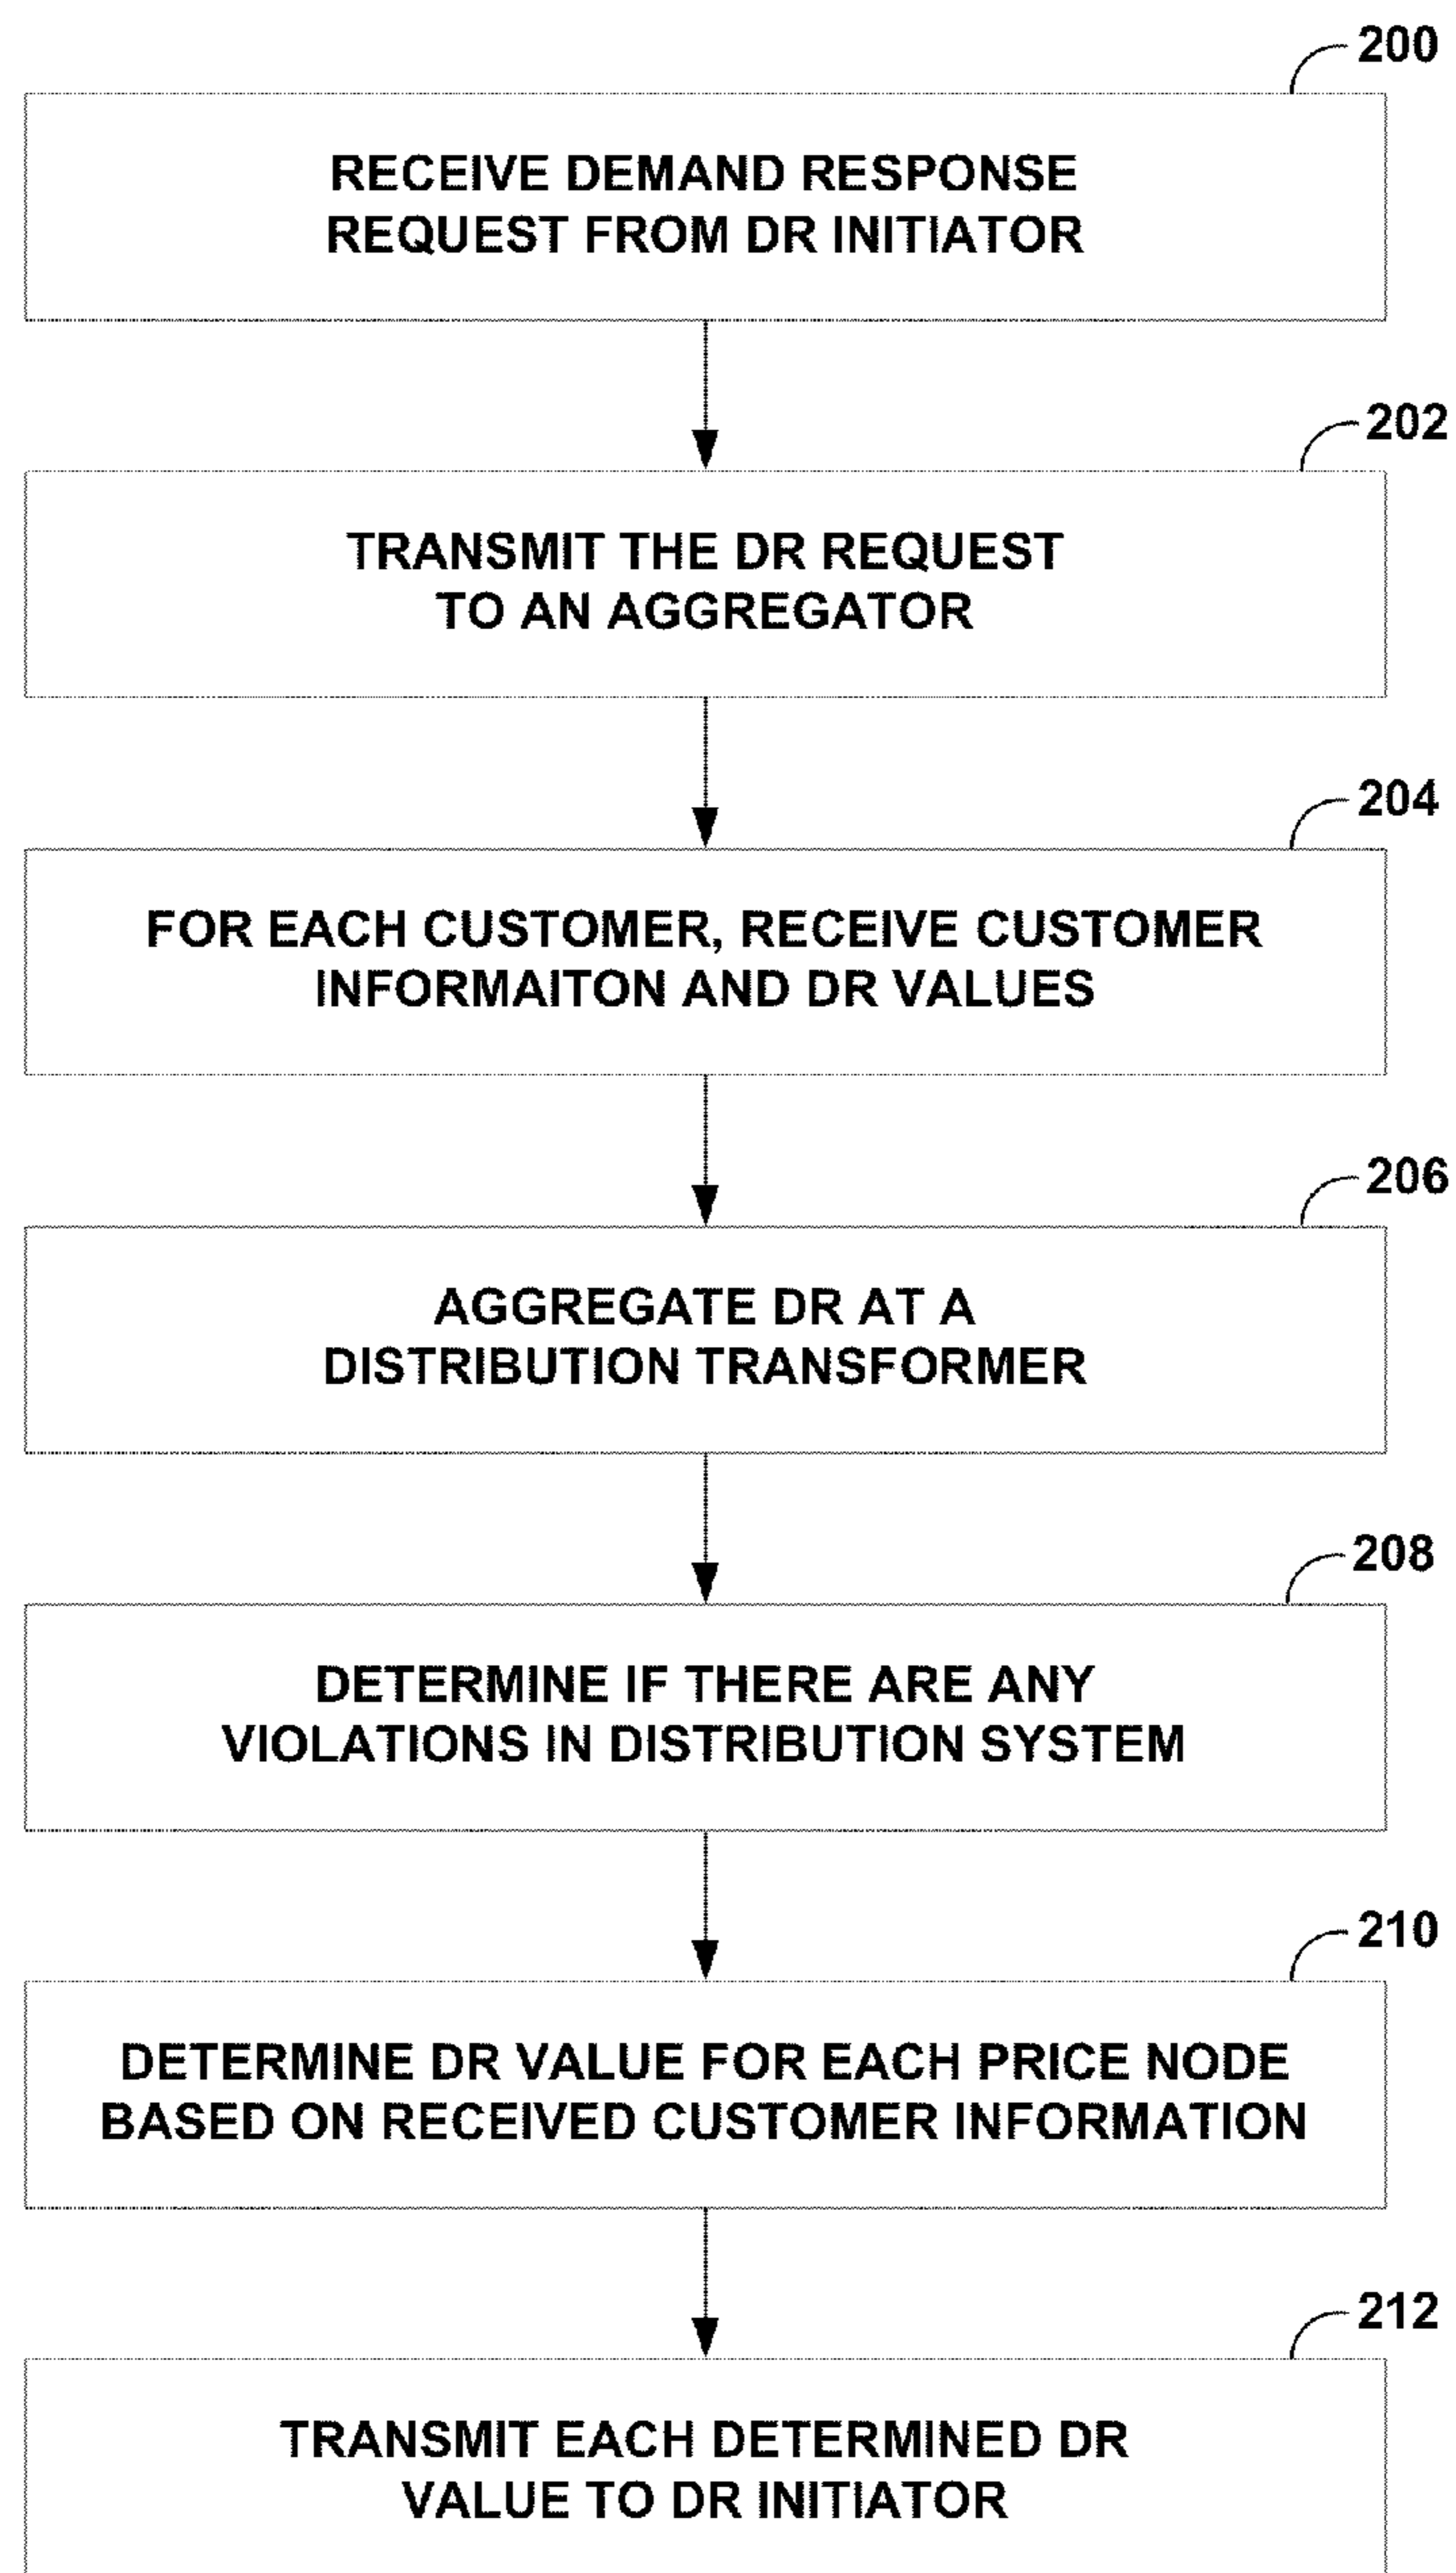 200
RECEIVE DEMAND RESPONSE
REQUEST FROM DR INITIATOR
202
TRANSMIT THE DR REQUEST
TO AN AGGREGATOR
204
FOR EACH CUSTOMER, RECEIVE CUSTOMER
INFORMAITON AND DR VALUES
206
AGGREGATE DR AT A
DISTRIBUTION TRANSFORMER
208
DETERMINE IF THERE ARE ANY
VIOLATIONS IN DISTRIBUTION SYSTEM
210
DETERMINE DR VALUE FOR EACH PRICE NODE
BASED ON RECEIVED CUSTOMER INFORMATION
212
TRANSMIT EACH DETERMINED DR
VALUE TO DR INITIATOR